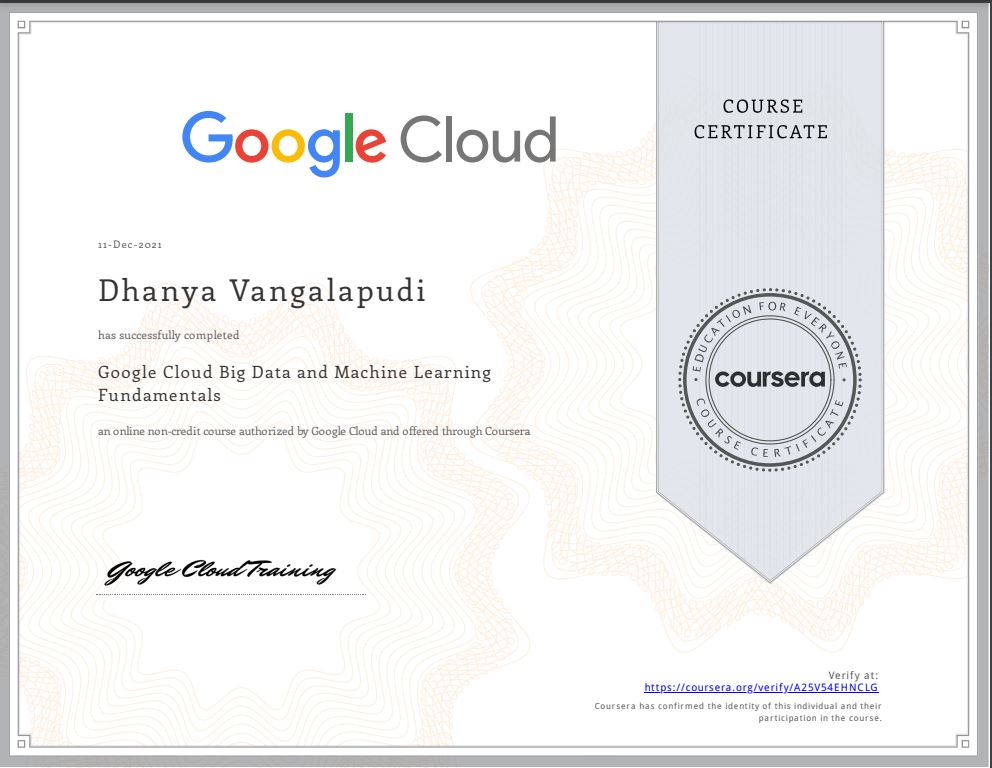 Google Cloud
COURSE
CERTIFICATE
11-Dec-2021
Dhanya Vangalapudi
has successfully completed
Google Cloud Big Data and Machine Learning
Fundamentals
an online non-credit course authorized by Google Cloud and offered through Coursera
EDUCATION FOR EVERYONE
coursera
COURSE CERTIFICATE
Google Cloud Training
Verify at:
https://coursera.org/verify/A25V54EHNCLG
Coursera has confirmed the identity of this individual and their
participation in the course.